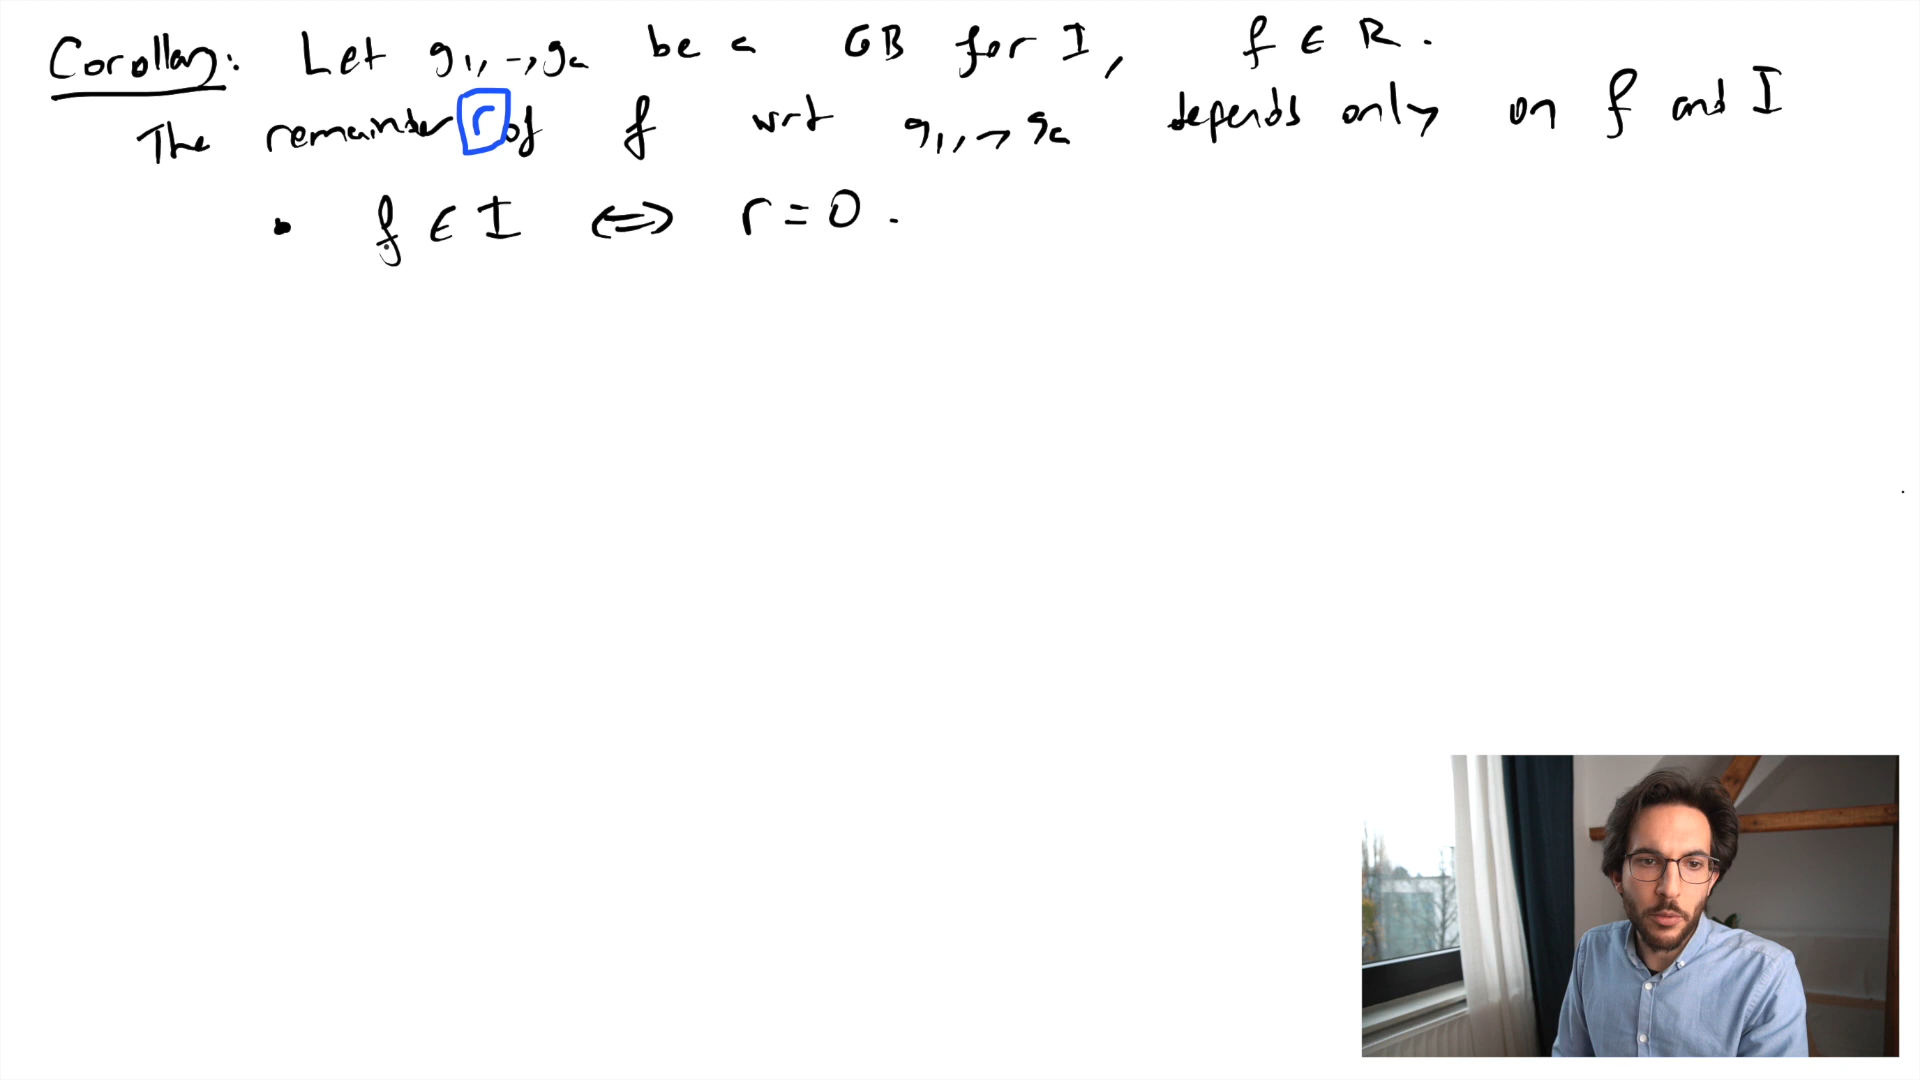 Corollary: Let g₁, -, gₐ be a GB for I, f ∈ R.
The remainder r of f wrt g₁, , gₐ depends only on f and I
• f ∈ I ⟺ r = 0.